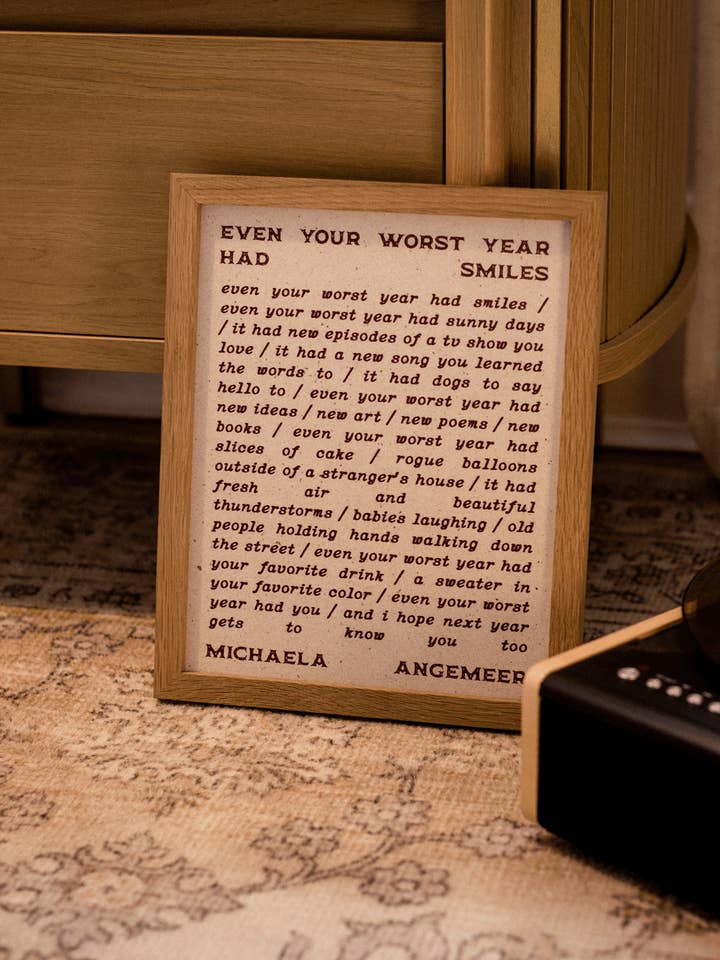 EVEN YOUR WORST YEAR
HAD SMILES
even your worst year had smiles /
even your worst year had sunny days
/ it had new episodes of a tv show you
love / it had a new song you learned
the words to / it had dogs to say
hello to / even your worst year had
new ideas / new art / new poems / new
books / even your worst year had
slices of cake / rogue balloons
outside of a stranger's house / it had
fresh air and beautiful
thunderstorms / babies laughing / old
people holding hands walking down
the street / even your worst year had
your favorite drink / a sweater in
your favorite color / even your worst
year had you / and i hope next year
gets to know you too
MICHAELA ANGEMEER